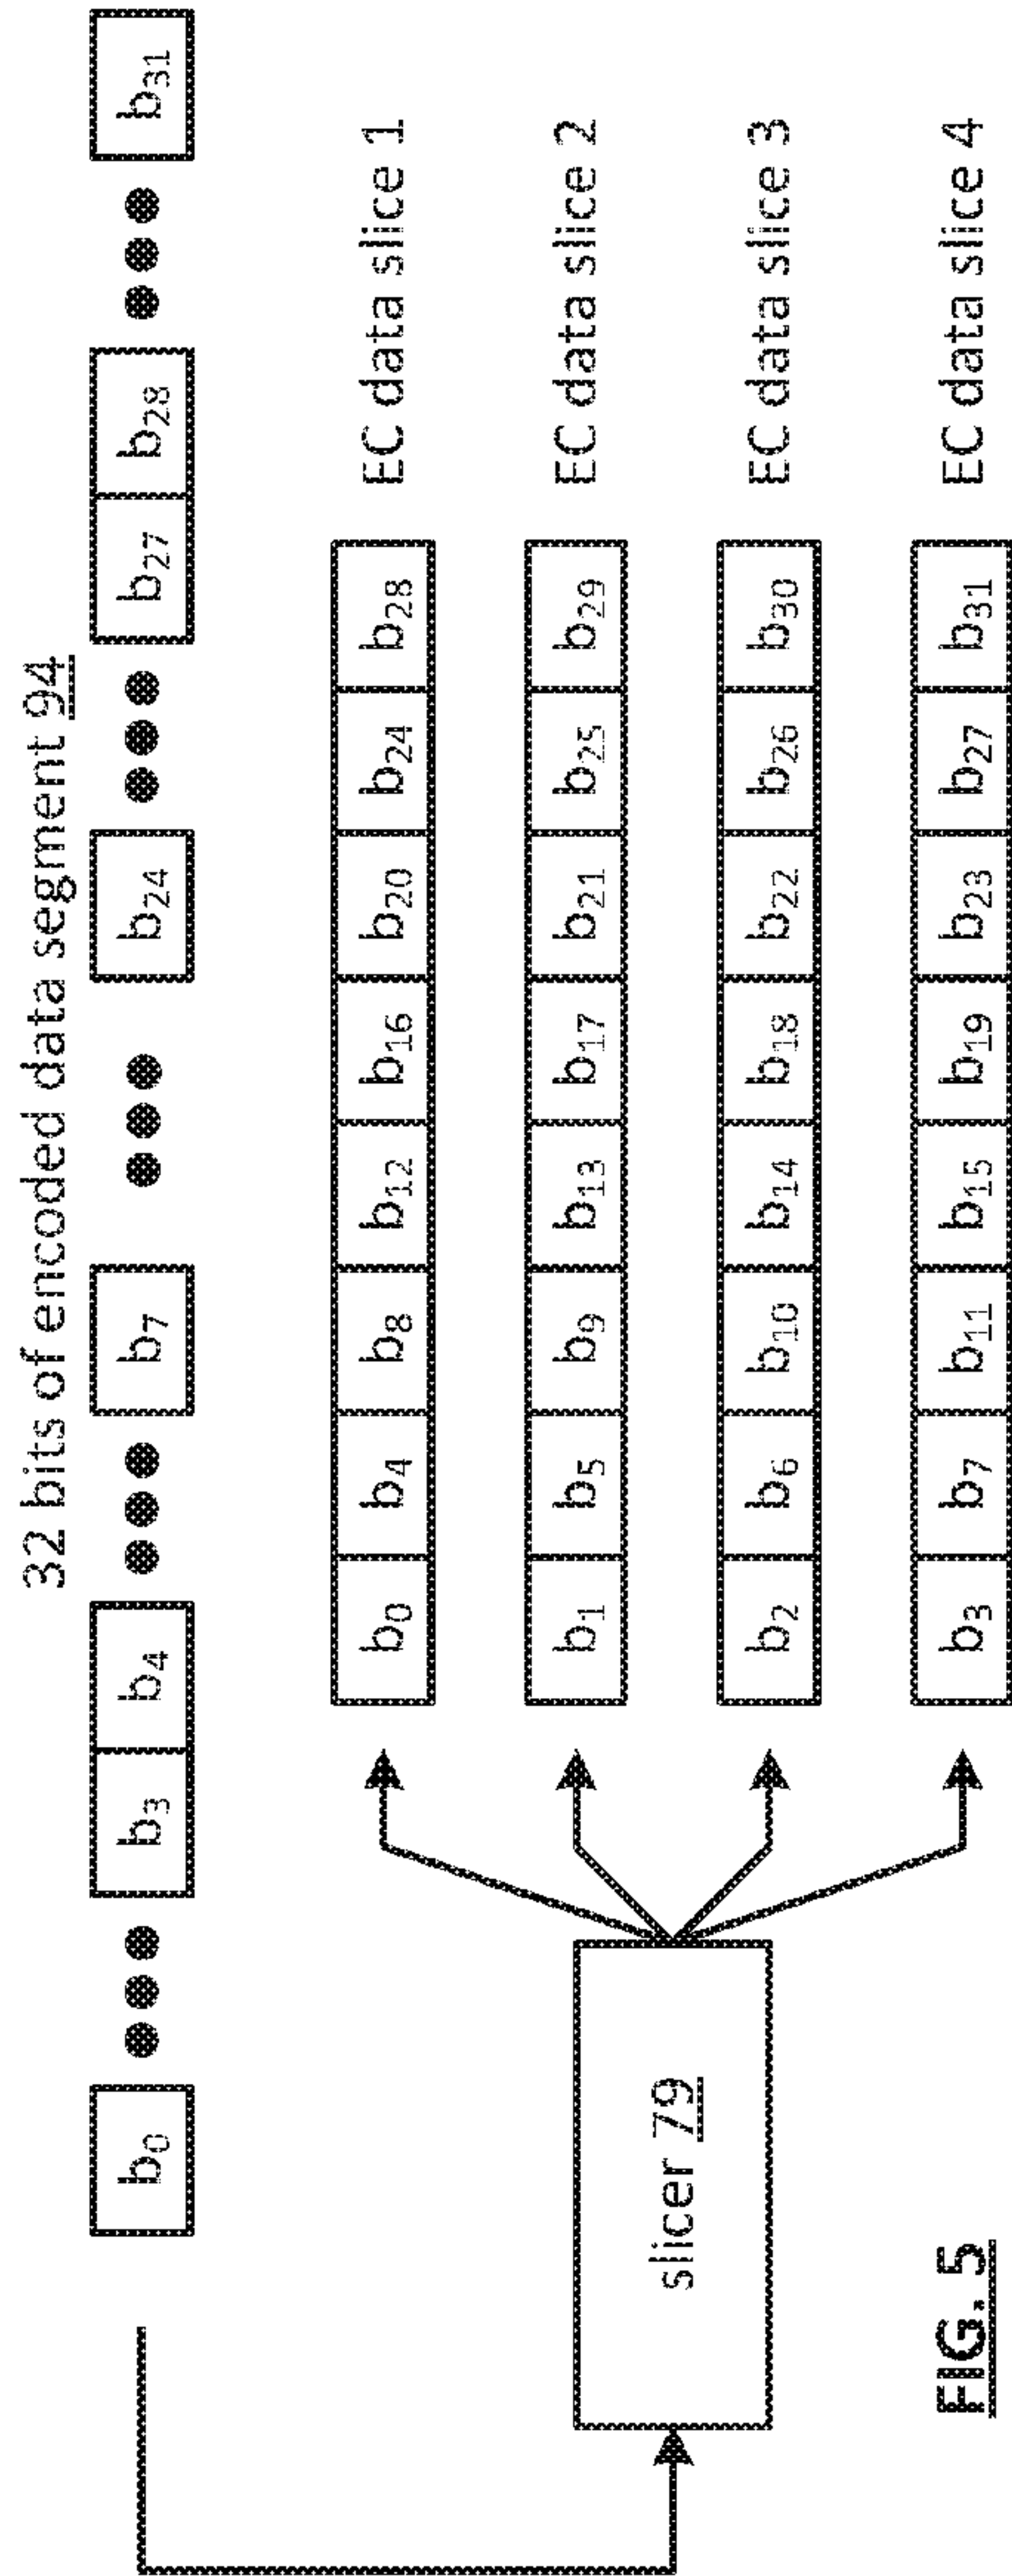 32 bits of encoded data segment 94
b0 b3 b4 b7 b24 b27 b28 b31
b0 b4 b8 b12 b16 b20 b24 b28 EC data slice 1
b1 b5 b9 b13 b17 b21 b25 b29 EC data slice 2
slicer 79
b2 b6 b10 b14 b18 b22 b26 b30 EC data slice 3
b3 b7 b11 b15 b19 b23 b27 b31 EC data slice 4
FIG. 5